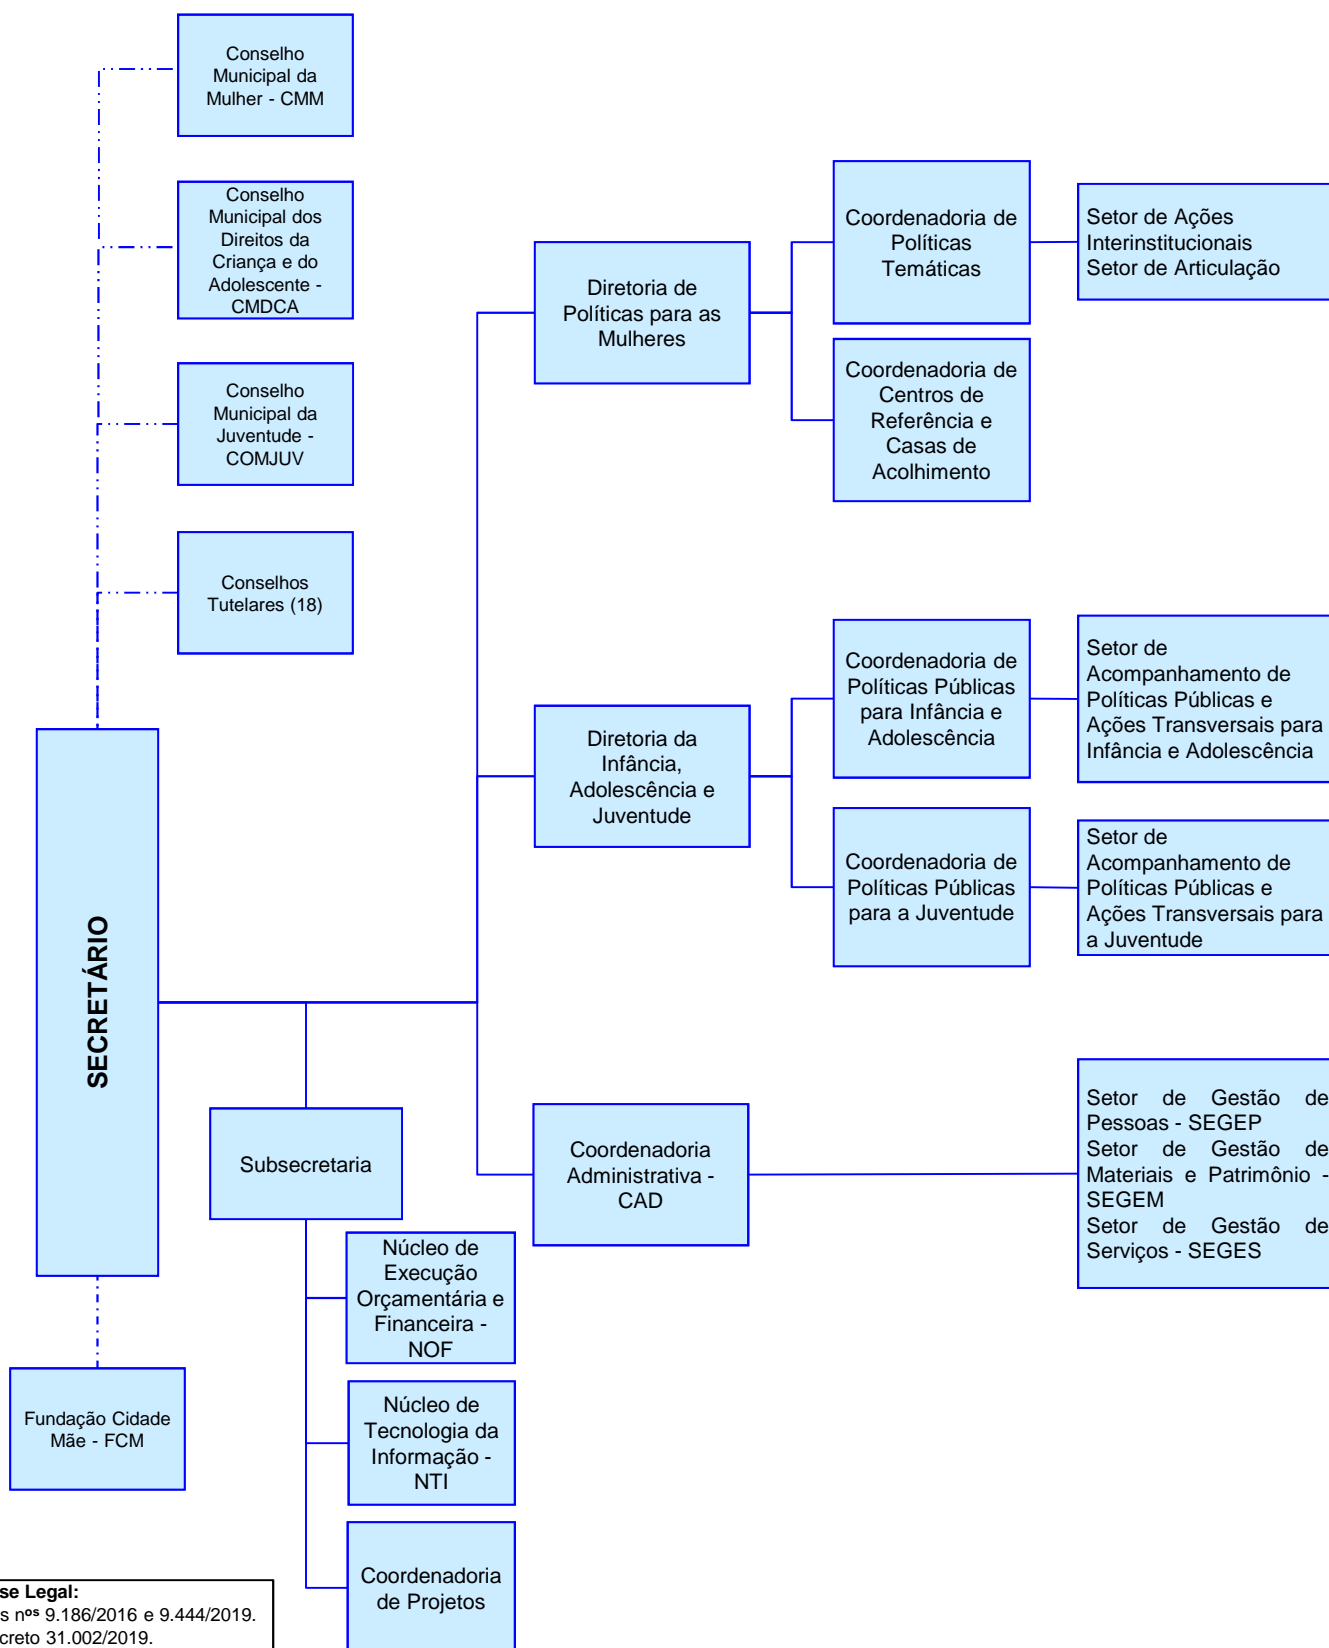 Conselho
Municipal da
Mulher - CMM
Conselho
Municipal dos
Direitos da
Criança e do
Adolescente -
CMDCA
Conselho
Municipal da
Juventude -
COMJUV
Conselhos
Tutelares (18)
SECRETÁRIO
Fundação Cidade
Mãe - FCM
Subsecretaria
Núcleo de
Execução
Orçamentária e
Financeira -
NOF
Núcleo de
Tecnologia da
Informação -
NTI
Coordenadoria
de Projetos
Diretoria de
Políticas para as
Mulheres
Coordenadoria de
Políticas
Temáticas
Setor de Ações
Interinstitucionais
Setor de Articulação
Coordenadoria de
Centros de
Referência e
Casas de
Acolhimento
Diretoria da
Infância,
Adolescência e
Juventude
Coordenadoria de
Políticas Públicas
para Infância e
Adolescência
Setor de
Acompanhamento de
Políticas Públicas e
Ações Transversais para
Infância e Adolescência
Coordenadoria de
Políticas Públicas
para a Juventude
Setor de
Acompanhamento de
Políticas Públicas e
Ações Transversais para
a Juventude
Coordenadoria
Administrativa -
CAD
Setor de Gestão de
Pessoas - SEGEP
Setor de Gestão de
Materiais e Patrimônio -
SEGEM
Setor de Gestão de
Serviços - SEGES
Legal:
nos 9.186/2016 e 9.444/2019.
31.002/2019.